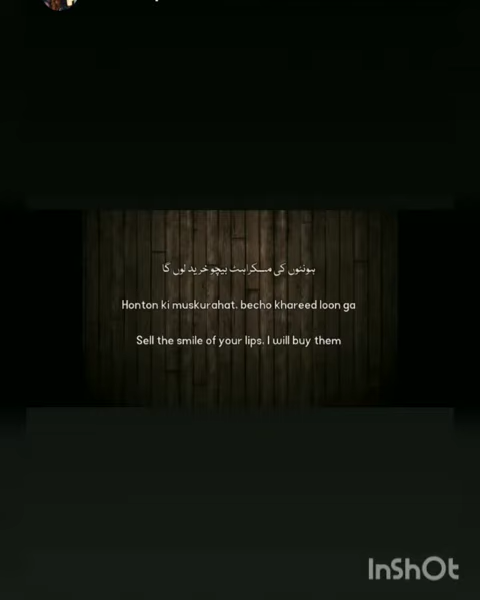 ہونٹوں کی مسکراہٹ بیچو خرید لوں گا
Honton ki muskurahat, becho khareed loon ga
Sell the smile of your lips, I will buy them
InShOt